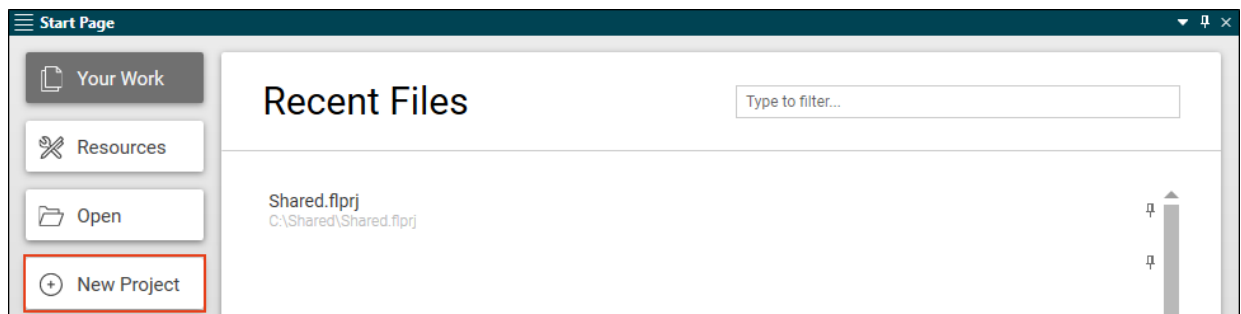 Start Page
Your Work
Resources
Open
New Project
Recent Files
Type to filter...
Shared.flprj
C:\Shared\Shared.flprj